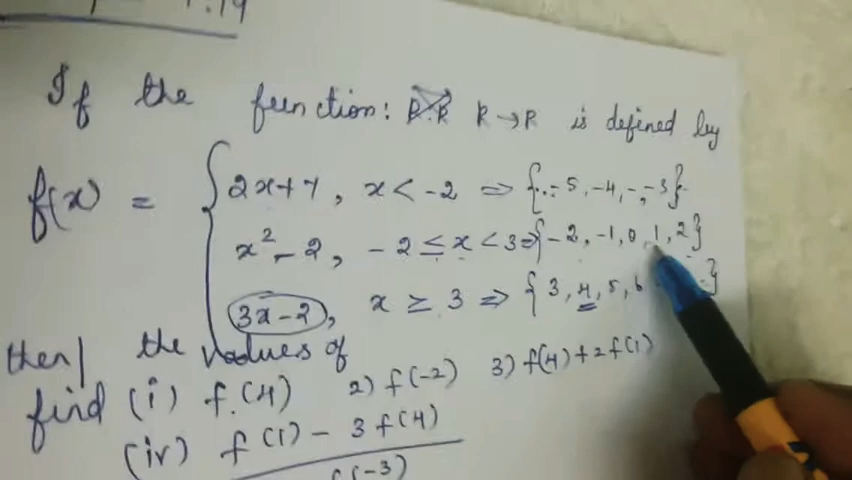 If the function: R→R is defined by
f(x) = { 2x+7, x < -2 ⇒ {..-5, -4, -, -3}
x² - 2, -2 ≤ x < 3 ⇒ {-2, -1, 0, 1, 2}
3x-2, x ≥ 3 ⇒ {3, 4, 5, 6 }
then the values of
find (i) f(4) 2) f(-2) 3) f(4)+2f(1)
(iv) f(1) - 3f(4)
f(-3)